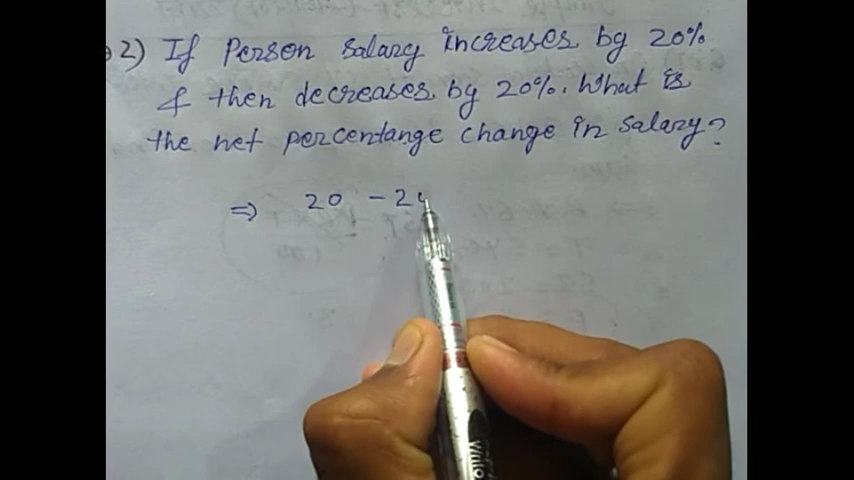 2) If Person salary increases by 20%
& then decreases by 20%. What is
the net percentange change in salary?
⇒ 20 - 20